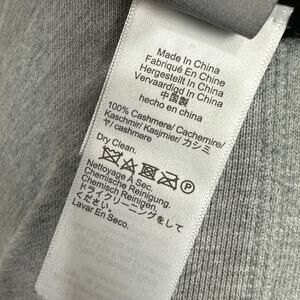 Made In China
Fabriqué En Chine
Hergestellt In China
Vervaardigd In China
中国製
hecho en china
100% Cashmere/ Cachemire/
Kaschmir/ Kasjmier/ カシミ
ヤ/ cashmere
Dry Clean.
P
Nettoyage A Sec.
Chemisch Reinigen.
Chemische Reinigen.
ドライクリーニングをして
ください。
Lavar En Seco.